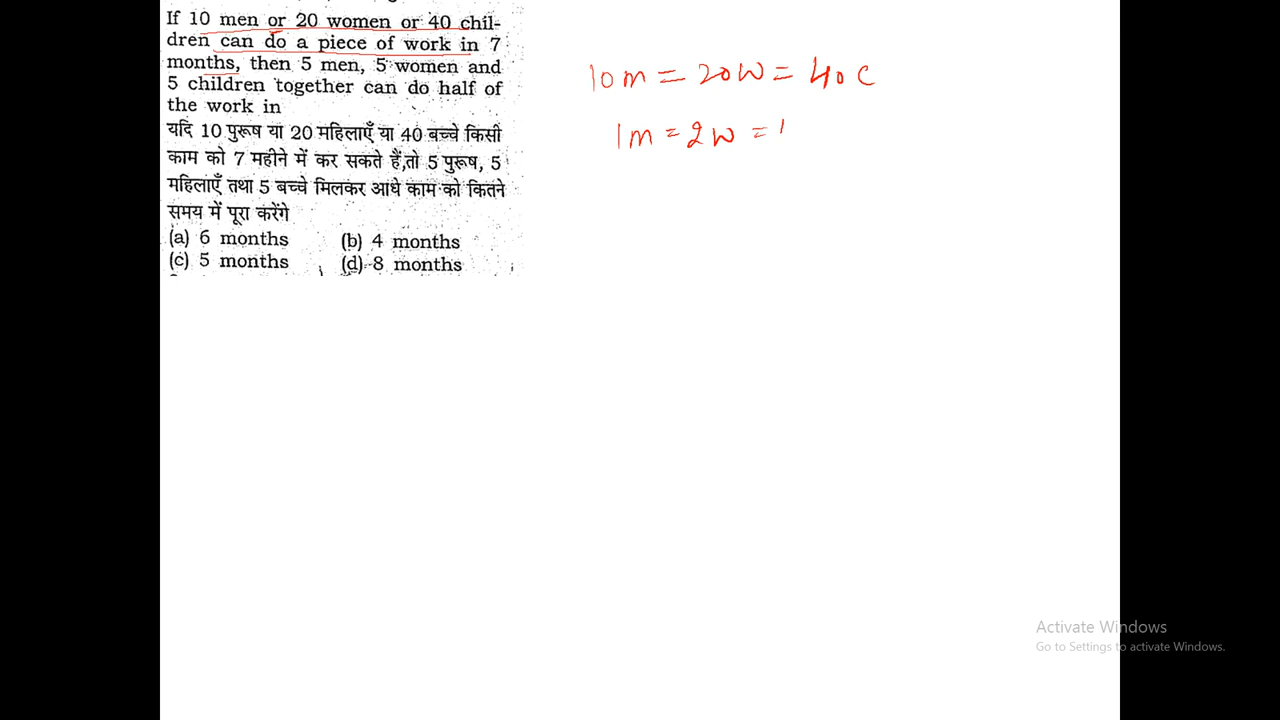 If 10 men or 20 women or 40 chil-
dren can do a piece of work in 7
months, then 5 men, 5 women and
5 children together can do half of
the work in
यदि 10 पुरूष या 20 महिलाएँ या 40 बच्चे किसी
काम को 7 महीने में कर सकते हैं,तो 5 पुरूष, 5
महिलाएँ तथा 5 बच्चे मिलकर आधे काम को कितने
समय में पूरा करेंगे
(a) 6 months (b) 4 months
(c) 5 months (d) 8 months
10m = 20W = 40C
1m = 2W =
Activate Windows
Go to Settings to activate Windows.